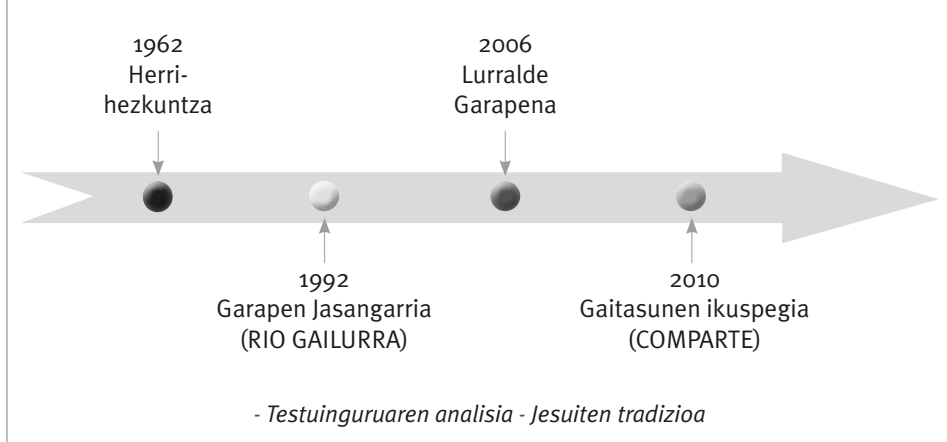 1962
Herri-
hezkuntza
2006
Lurralde
Garapena
1992
Garapen Jasangarria
(RIO GAILURRA)
2010
Gaitasunen ikuspegia
(COMPARTE)
- Testuinguruaren analisia - Jesuiten tradizioa